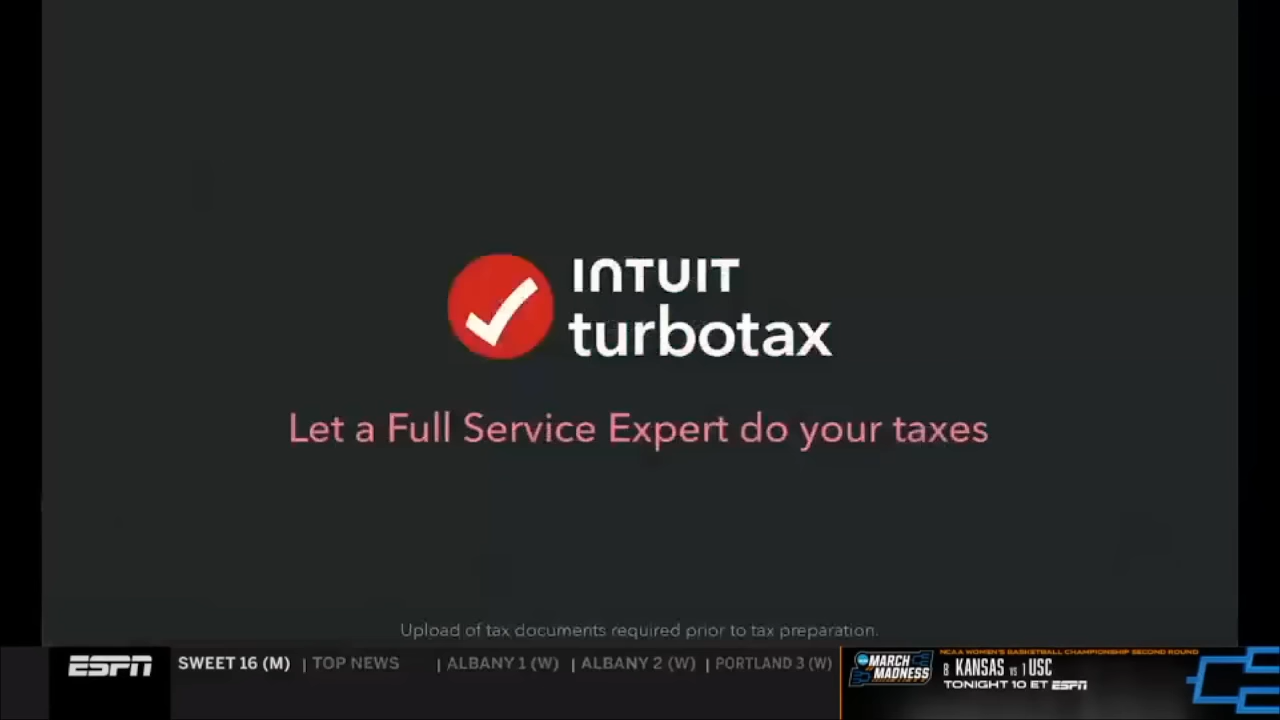 INTUIT
turbotax
Let a Full Service Expert do your taxes
Upload of tax documents required prior to tax preparation.
ESPN SWEET 16 (M) | TOP NEWS | ALBANY 1 (W) | ALBANY 2 (W) | PORTLAND 3 (W)
NCAA MARCH MADNESS
NCAA WOMEN'S BASKETBALL CHAMPIONSHIP SECOND ROUND
8 KANSAS VS 1 USC
TONIGHT 10 ET ESPN